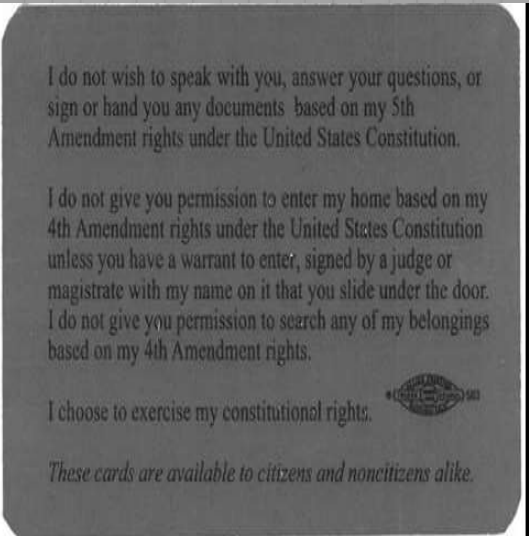 I do not wish to speak with you, answer your questions, or
sign or hand you any documents based on my 5th
Amendment rights under the United States Constitution.
I do not give you permission to enter my home based on my
4th Amendment rights under the United States Constitution
unless you have a warrant to enter, signed by a judge or
magistrate with my name on it that you slide under the door.
I do not give you permission to search any of my belongings
based on my 4th Amendment rights.
I choose to exercise my constitutional rights.
These cards are available to citizens and noncitizens alike.